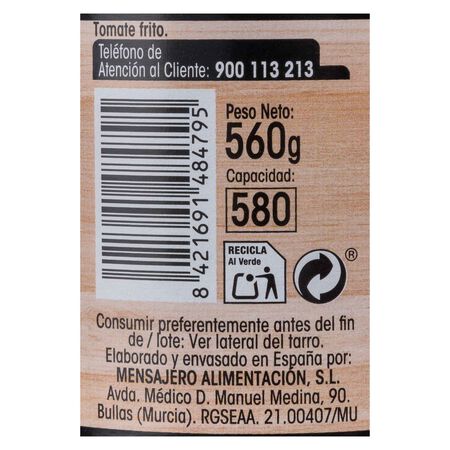 Tomate frito.
Teléfono de
Atención al Cliente: 900 113 213
Peso Neto:
560g
Capacidad:
580
8 421691 484795
RECICLA
Al Verde
®
Consumir preferentemente antes del fin
de / lote: Ver lateral del tarro.
Elaborado y envasado en España por:
MENSAJERO ALIMENTACIÓN, S.L.
Avda. Médico D. Manuel Medina, 90.
Bullas (Murcia). RGSEAA. 21.00407/MU